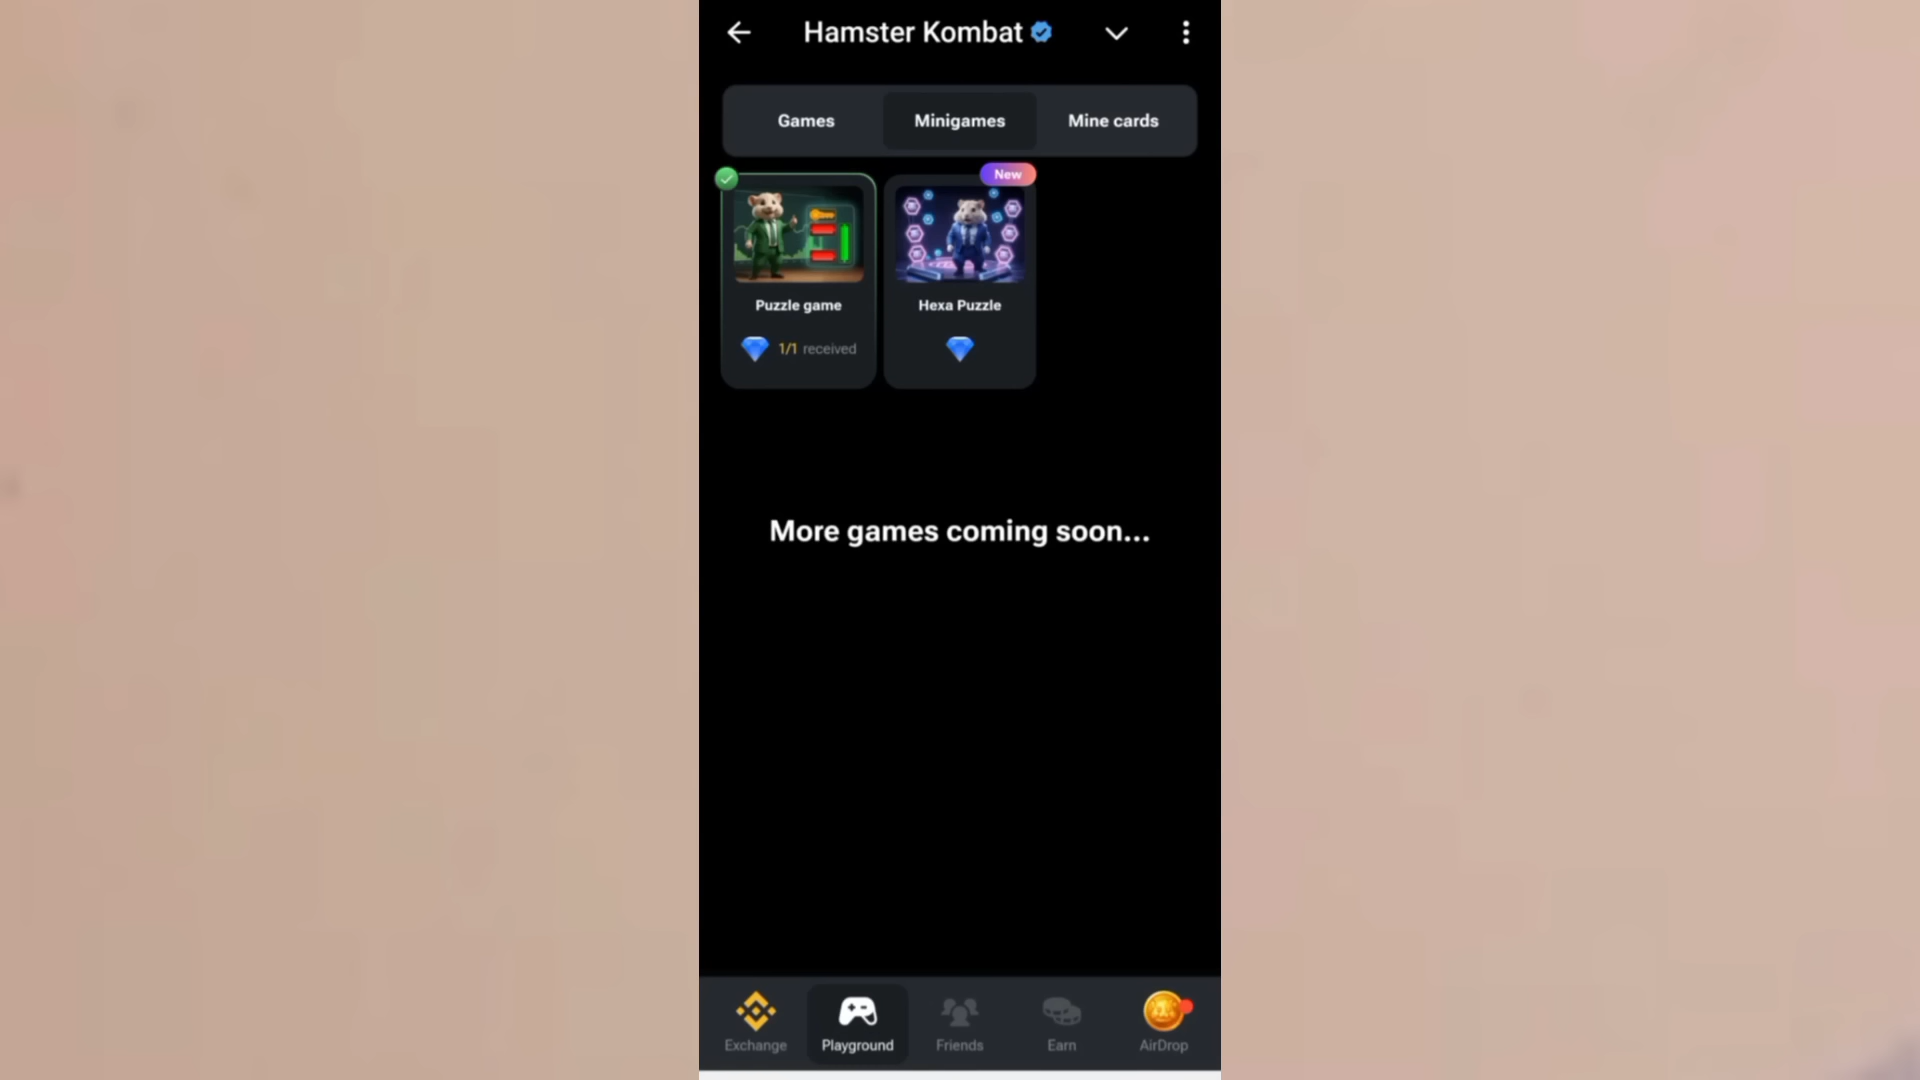 Hamster Kombat
Games Minigames Mine cards
New
Puzzle game Hexa Puzzle
1/1 received
More games coming soon...
Exchange Playground Friends Earn AirDrop